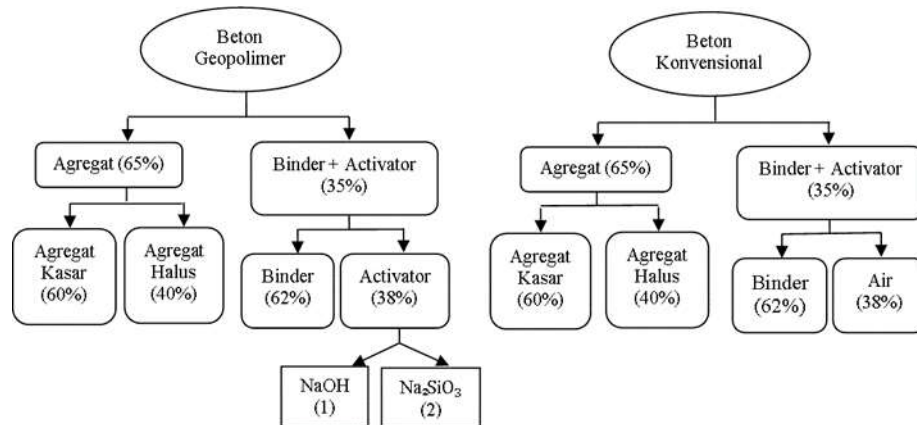 Beton
Geopolimer
Agregat (65%)
Binder + Activator
(35%)
Agregat
Kasar
(60%)
Agregat
Halus
(40%)
Binder
(62%)
Activator
(38%)
NaOH
(1)
Na₂SiO₃
(2)
Beton
Konvensional
Agregat (65%)
Binder + Activator
(35%)
Agregat
Kasar
(60%)
Agregat
Halus
(40%)
Binder
(62%)
Air
(38%)